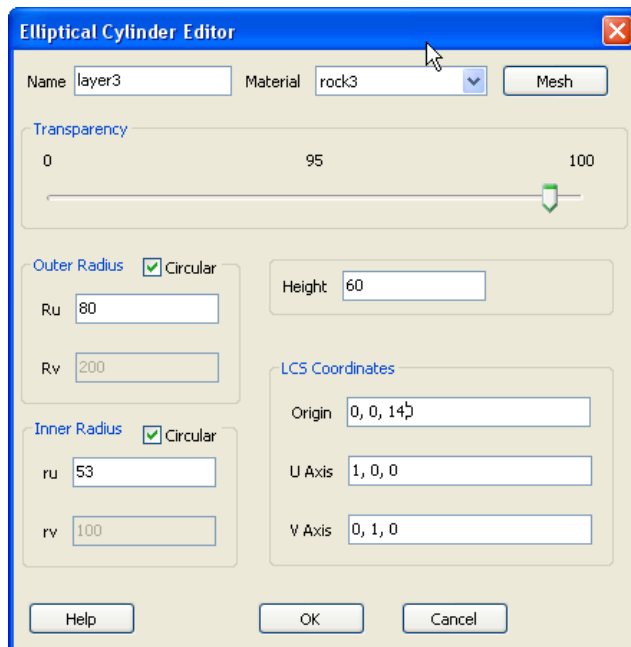 Elliptical Cylinder Editor
Name layer3 Material rock3 Mesh
Transparency
0 95 100
Outer Radius Circular
Ru 80
Rv 200
Height 60
Inner Radius Circular
ru 53
rv 100
LCS Coordinates
Origin 0, 0,
U Axis 1, 0, 0
V Axis 0, 1, 0
Help OK Cancel